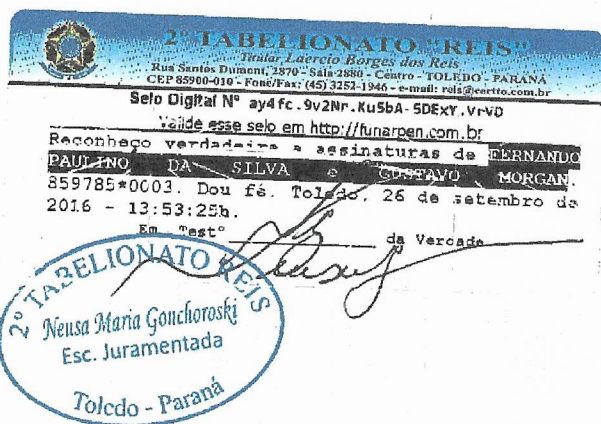 2º TABELIONATO "REIS"
Titular Laercio Borges dos Reis
Rua Santos Dumont, 2870 - Sala-2880 - Centro - TOLEDO - PARANÁ
CEP 85900-010 - Fone/Fax: (45) 3252-1946 - e-mail: reis@certto.com.br
Selo Digital Nº ay4fc.9v2Nr.Ku5bA-5DExY.VrVD
Valide esse selo em http://funarpen.com.br
Reconheço verdadeira a assinaturas de FERNANDO
PAULINO DA SILVA e GUSTAVO MORGAN.
859785*0003. Dou fé. Toledo, 26 de setembro de
2016 - 13:53:25h.
Em Testº da Verdade
2º TABELIONATO REIS
Neusa Maria Gonchoroski
Esc. Juramentada
Toledo - Paraná